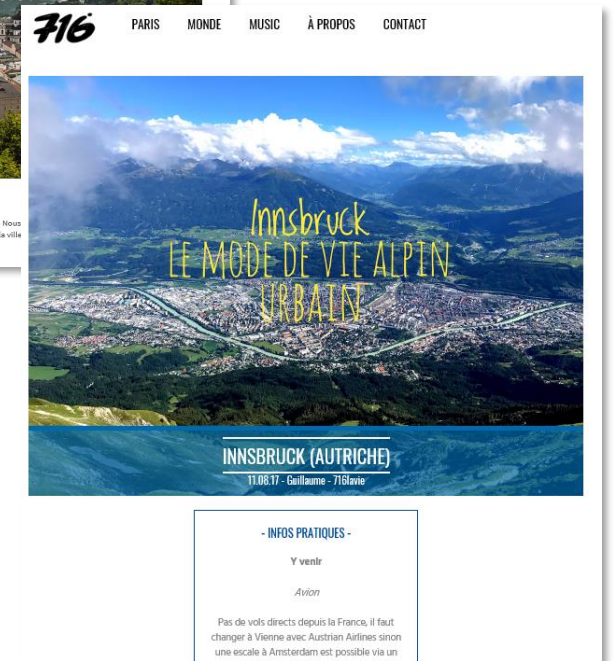 716
PARIS MONDE MUSIC À PROPOS CONTACT
Nous
la ville
Innsbruck
LE MODE DE VIE ALPIN
URBAIN
INNSBRUCK (AUTRICHE)
11.08.17 - Guillaume - 716lavie
- INFOS PRATIQUES -
Y venir
Avion
Pas de vols directs depuis la France, il faut
changer à Vienne avec Austrian Airlines sinon
une escale à Amsterdam est possible via un